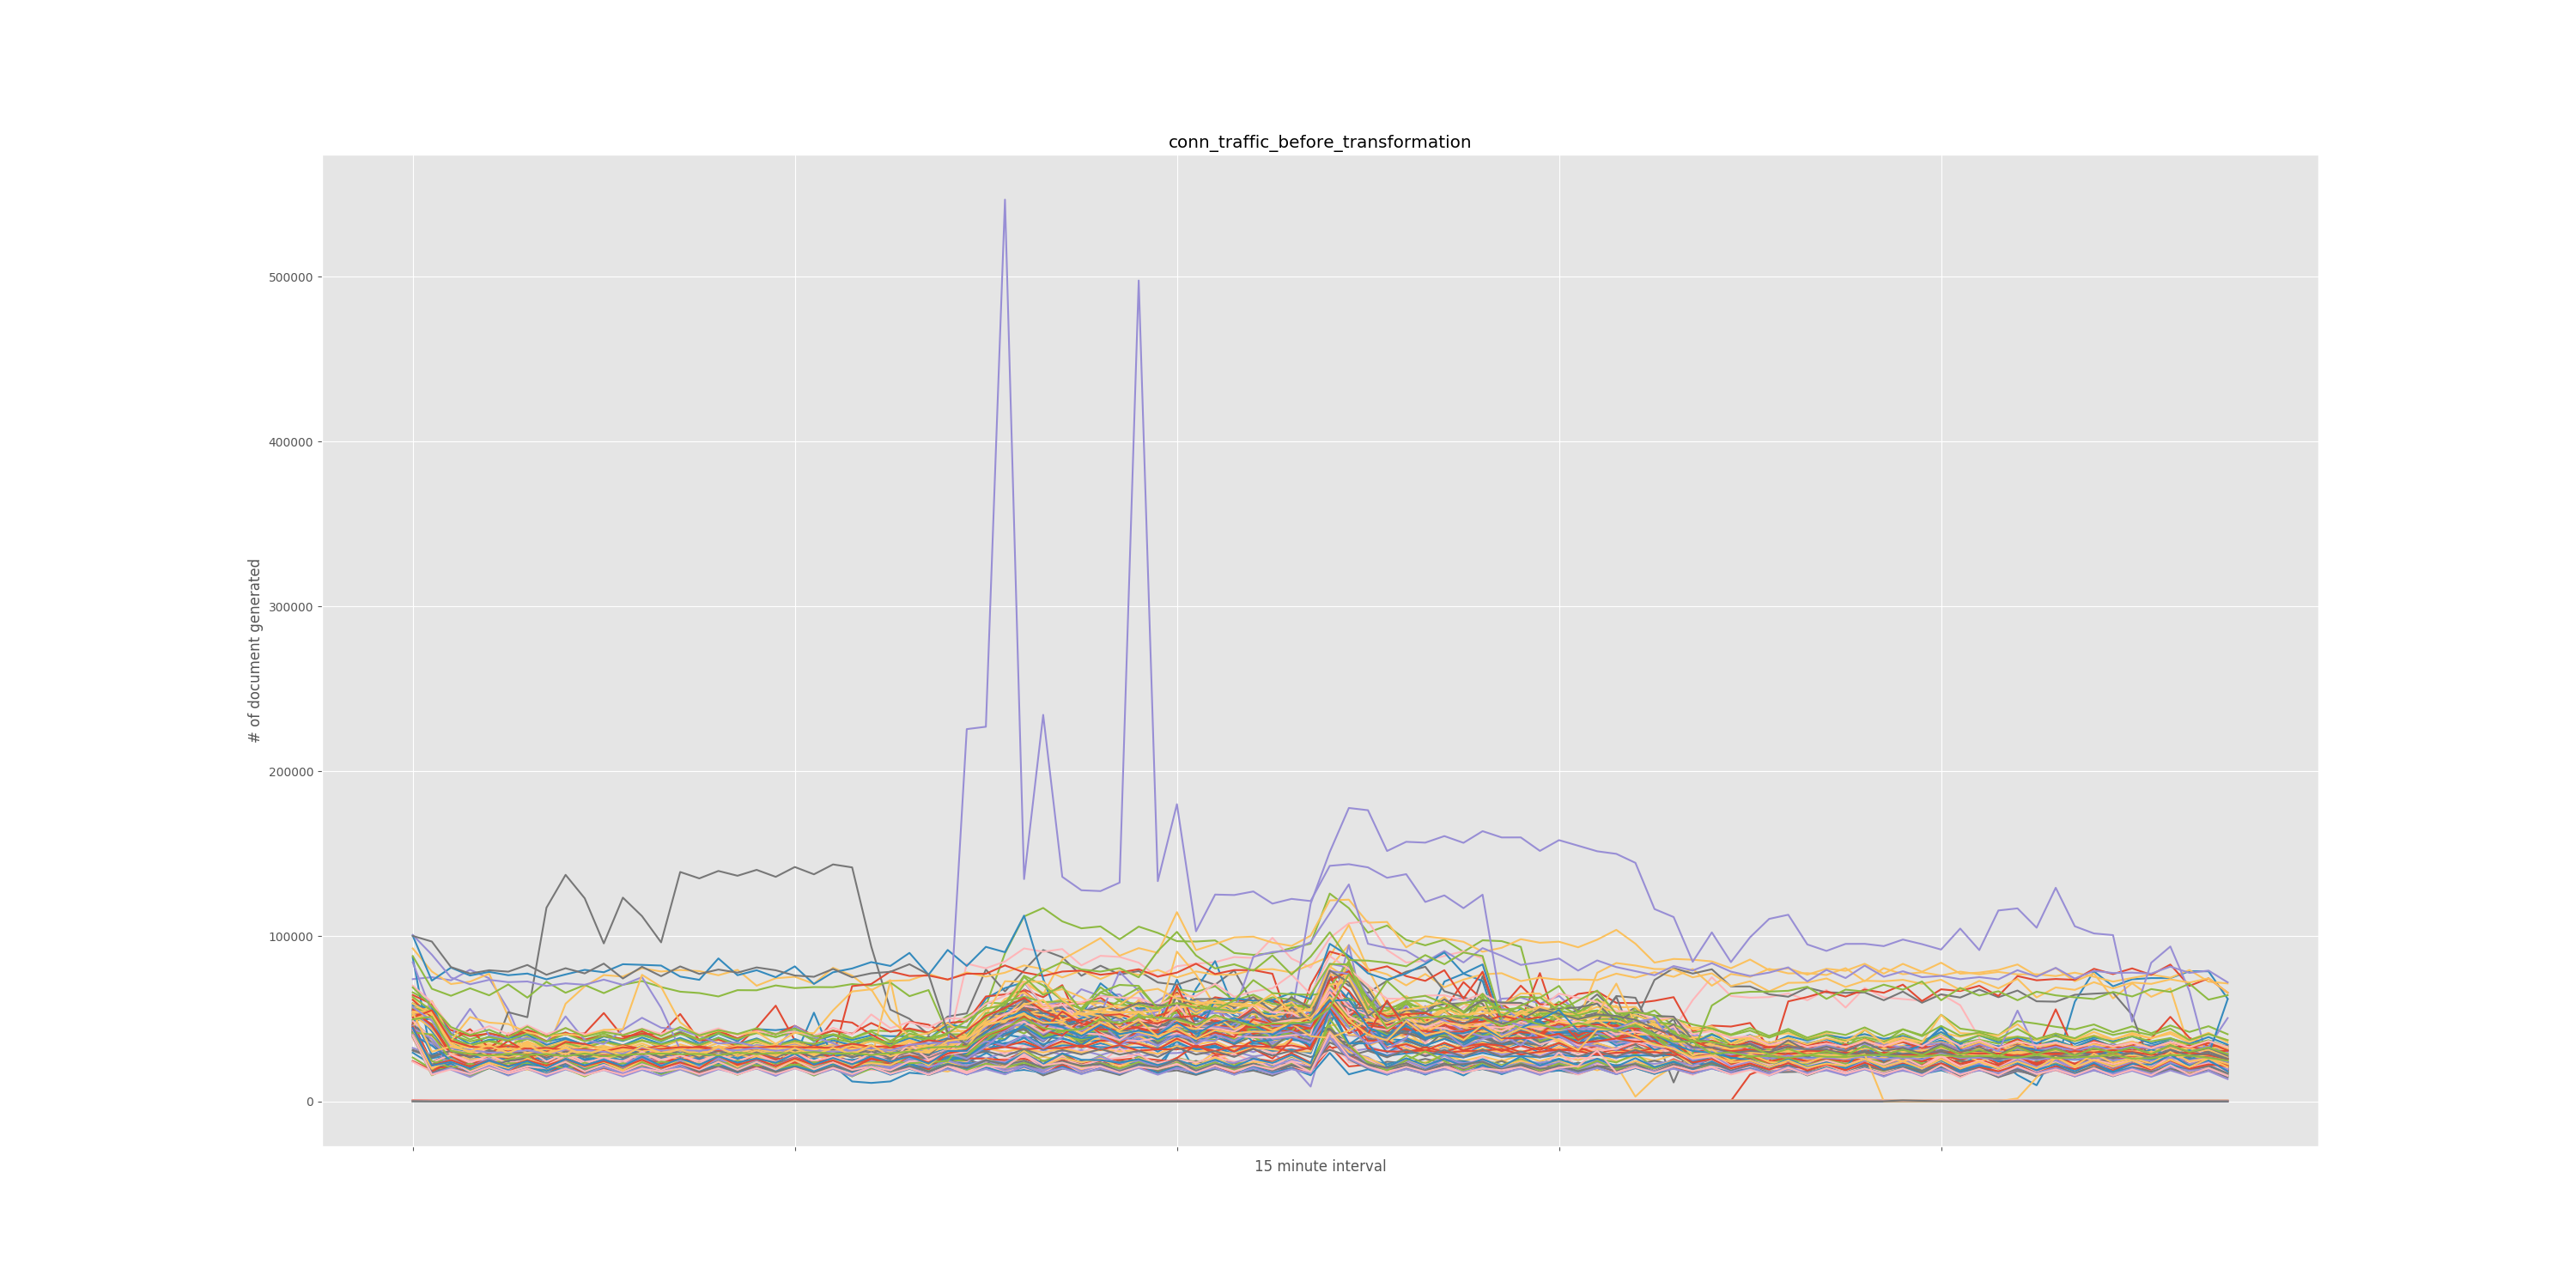 conn_traffic_before_transformation
# of document generated
500000
400000
300000
200000
100000
0
15 minute interval